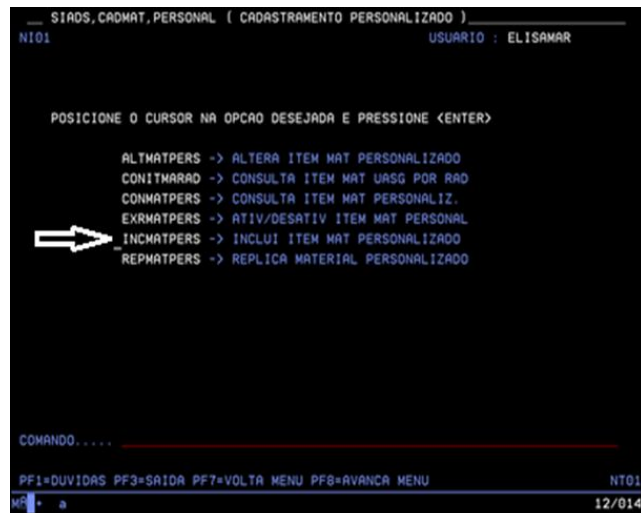 __ SIADS,CADMAT,PERSONAL ( CADASTRAMENTO PERSONALIZADO )
NI01 USUARIO : ELISAMAR
POSICIONE O CURSOR NA OPCAO DESEJADA E PRESSIONE <ENTER>
ALTMATPERS -> ALTERA ITEM MAT PERSONALIZADO
CONITMARAD -> CONSULTA ITEM MAT UASG POR RAD
CONMATPERS -> CONSULTA ITEM MAT PERSONALIZ.
EXRMATPERS -> ATIV/DESATIV ITEM MAT PERSONAL
_INCMATPERS -> INCLUI ITEM MAT PERSONALIZADO
REPMATPERS -> REPLICA MATERIAL PERSONALIZADO
COMANDO.....
PF1=DUVIDAS PF3=SAIDA PF7=VOLTA MENU PF8=AVANCA MENU NT01
a 12/014